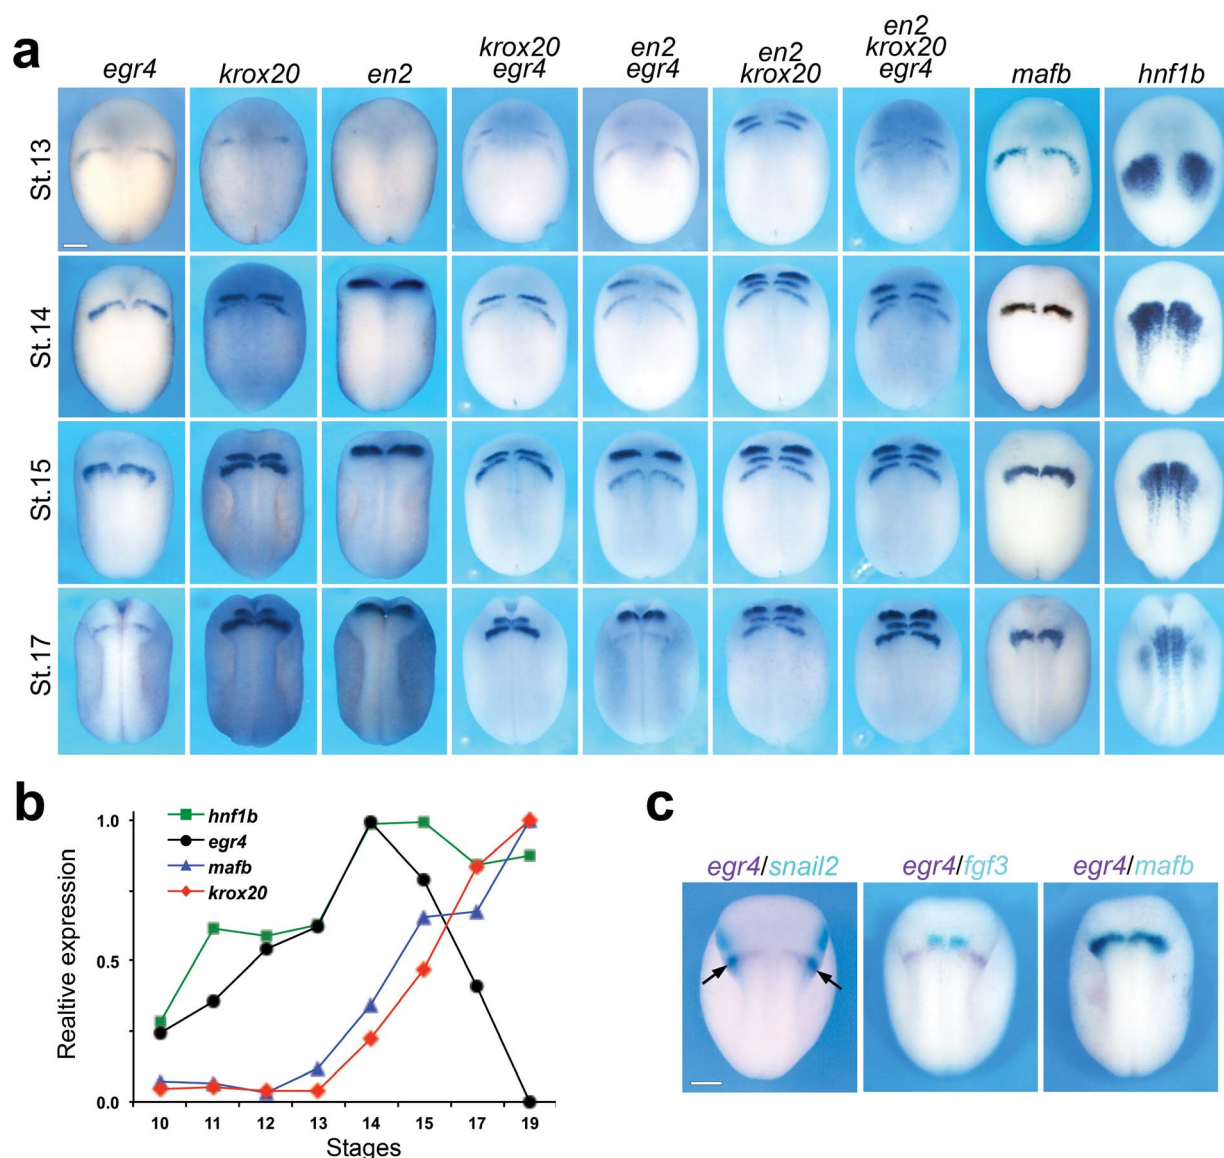 a
egr4
krox20
en2
krox20
egr4
en2
egr4
en2
krox20
en2
krox20
egr4
mafb
hnf1b
St.13
St.14
St.15
St.17
b
hnf1b
egr4
mafb
krox20
Realtive expression
1.0
0.5
0.0
10 11 12 13 14 15 17 19
Stages
c
egr4/snail2
egr4/fgf3
egr4/mafb